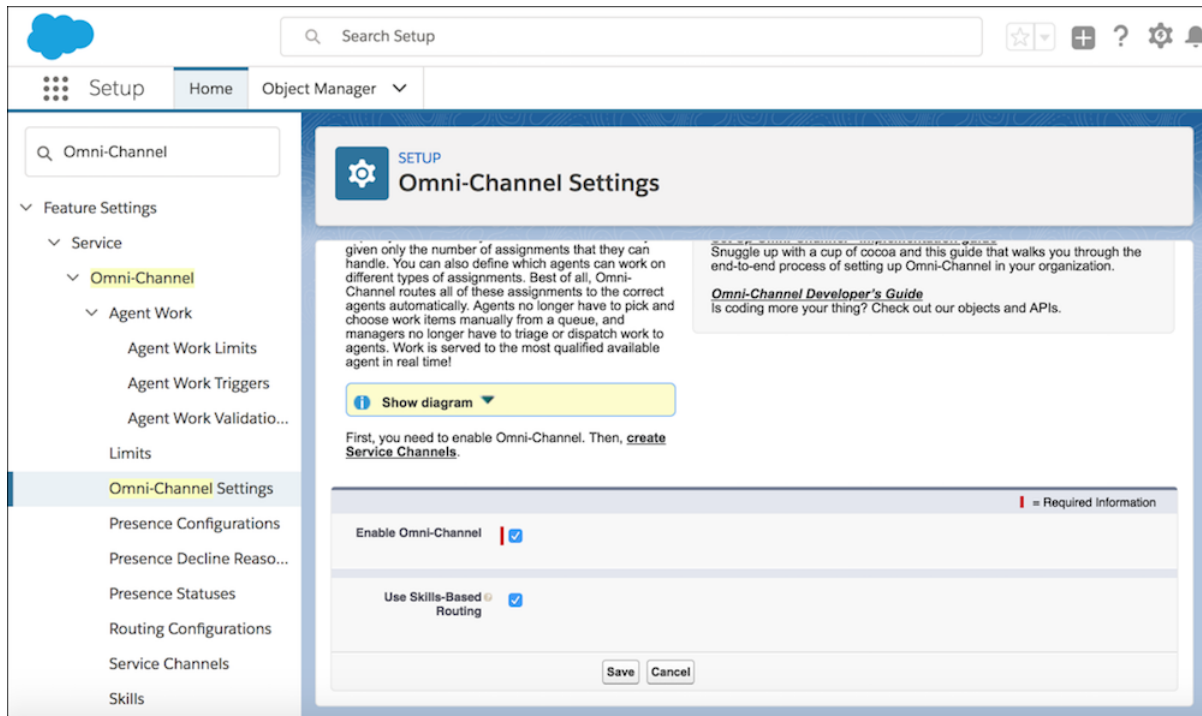 Search Setup
Setup
Home
Object Manager
Omni-Channel
Feature Settings
Service
Omni-Channel
Agent Work
Agent Work Limits
Agent Work Triggers
Agent Work Validatio...
Limits
Omni-Channel Settings
Presence Configurations
Presence Decline Reaso...
Presence Statuses
Routing Configurations
Service Channels
Skills
SETUP
Omni-Channel Settings
given only the number of assignments that they can
handle. You can also define which agents can work on
different types of assignments. Best of all, Omni-
Channel routes all of these assignments to the correct
agents automatically. Agents no longer have to pick and
choose work items manually from a queue, and
managers no longer have to triage or dispatch work to
agents. Work is served to the most qualified available
agent in real time!
Show diagram
First, you need to enable Omni-Channel. Then, create
Service Channels.
Snuggle up with a cup of cocoa and this guide that walks you through the
end-to-end process of setting up Omni-Channel in your organization.
Omni-Channel Developer's Guide
Is coding more your thing? Check out our objects and APIs.
= Required Information
Enable Omni-Channel
Use Skills-Based
Routing
Save
Cancel